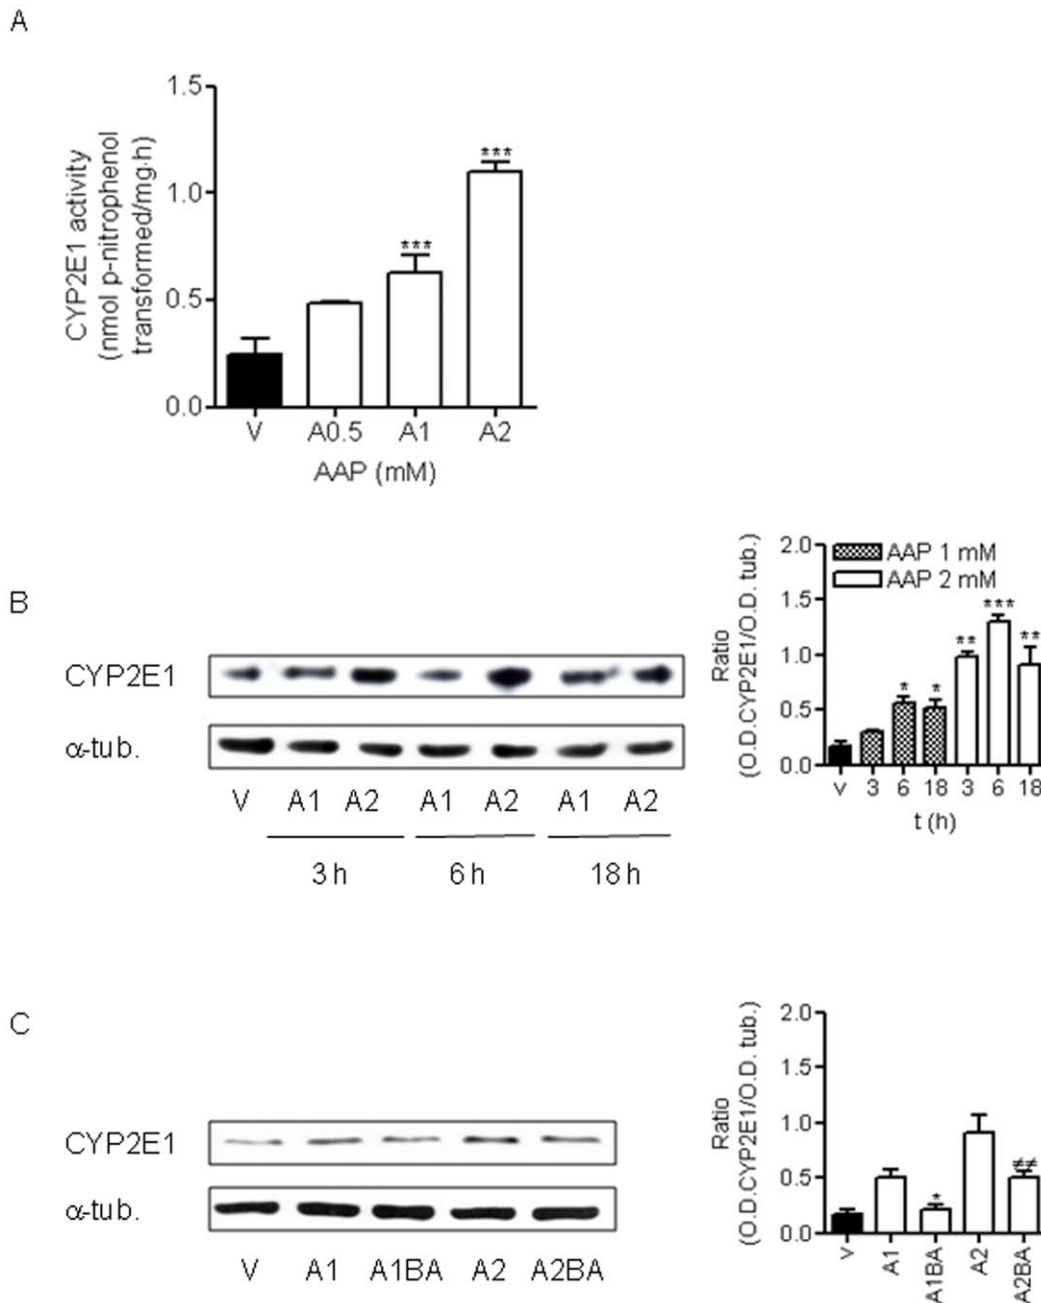 A
CYP2E1 activity
(nmol p-nitrophenol
transformed/mg·h)
1.5
1.0
0.5
0.0
***
***
V A0.5 A1 A2
AAP (mM)
B
CYP2E1
α-tub.
V A1 A2 A1 A2 A1 A2
3 h 6 h 18 h
Ratio
(O.D.CYP2E1/O.D. tub.)
2.0
1.5
1.0
0.5
0.0
AAP 1 mM
AAP 2 mM
* * ** *** **
V 3 6 18 3 6 18
t (h)
C
CYP2E1
α-tub.
V A1 A1BA A2 A2BA
Ratio
(O.D.CYP2E1/O.D. tub.)
2.0
1.5
1.0
0.5
0.0
* ≠≠
V A1 A1BA A2 A2BA